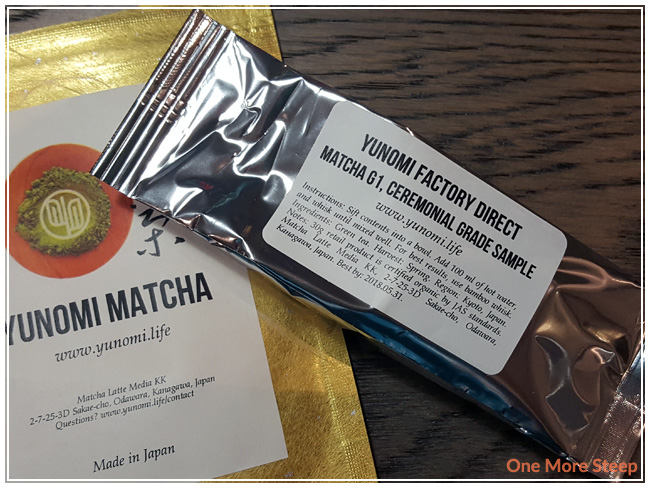 YUNOMI MATCHA
www.yunomi.life
Matcha Latte Media KK
2-7-25-3D Sakae-cho, Odawara, Kanagawa, Japan
Questions? www.yunomi.life/contact
Made in Japan
YUNOMI FACTORY DIRECT
MATCHA G1, CEREMONIAL GRADE SAMPLE
www.yunomi.life
Instructions: Sift contents into a bowl. Add 100 ml of hot water,
and whisk until mixed well. For best results, use bamboo whisk.
Ingredients: Green tea. Harvest: Spring. Region: Kyoto, Japan.
Notes: 30g retail product is certified organic by JAS standards.
Matcha Latte Media KK. 2-7-25-3D Sakae-cho, Odawara,
Kanagawa, Japan. Best by: 2018.05.31.
One More Steep